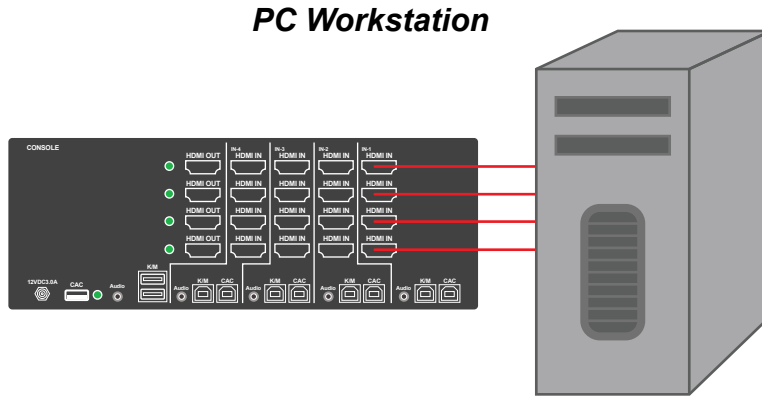 PC Workstation
CONSOLE
IN-4 IN-3 IN-2 IN-1
HDMI OUT HDMI IN HDMI IN HDMI IN HDMI IN
HDMI OUT HDMI IN HDMI IN HDMI IN HDMI IN
HDMI OUT HDMI IN HDMI IN HDMI IN HDMI IN
HDMI OUT HDMI IN HDMI IN HDMI IN HDMI IN
K/M
12VDC3.0A CAC Audio Audio K/M CAC Audio K/M CAC Audio K/M CAC Audio K/M CAC